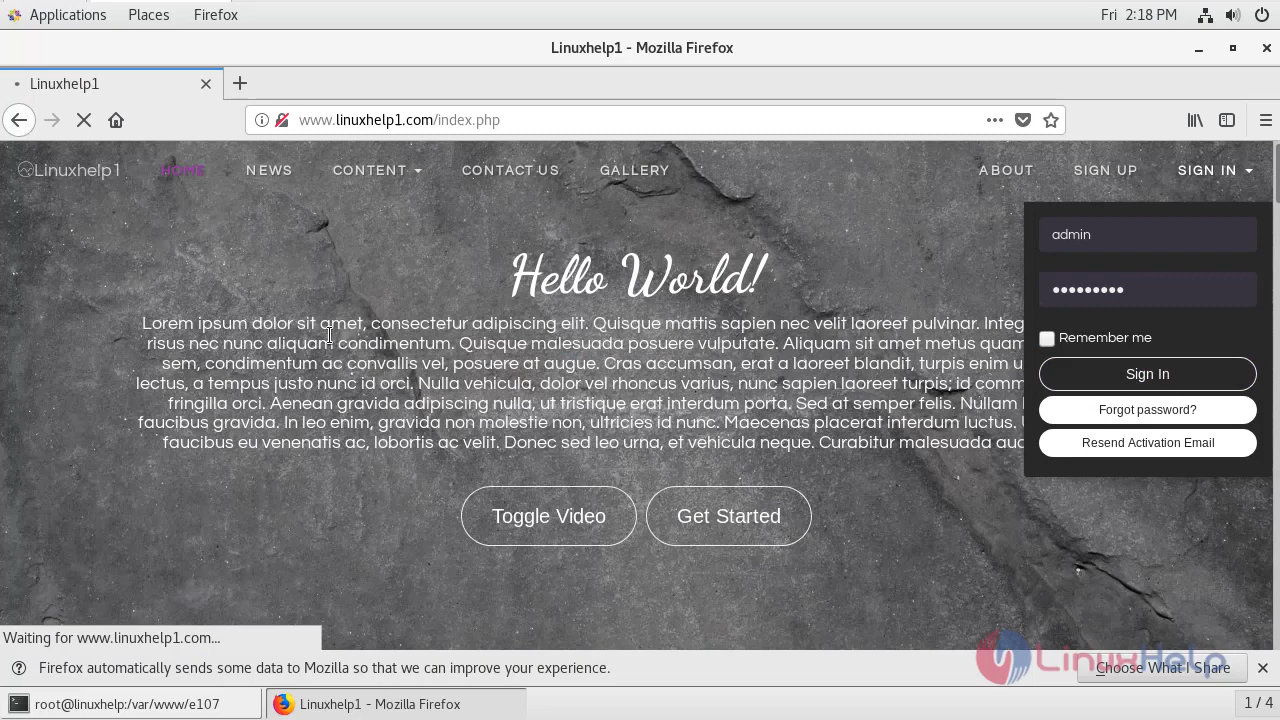 Applications Places Firefox Fri 2:18 PM
Linuxhelp1 - Mozilla Firefox
Linuxhelp1
www.linuxhelp1.com/index.php
Linuxhelp1 HOME NEWS CONTENT CONTACT US GALLERY ABOUT SIGN UP SIGN IN
admin
Hello World!
Lorem ipsum dolor sit amet, consectetur adipiscing elit. Quisque mattis sapien nec velit laoreet pulvinar. Integ
risus nec nunc aliquam condimentum. Quisque malesuada posuere vulputate. Aliquam sit amet metus quam
sem, condimentum ac convallis vel, posuere at augue. Cras accumsan, erat a laoreet blandit, turpis enim u
lectus, a tempus justo nunc id orci. Nulla vehicula, dolor vel rhoncus varius, nunc sapien laoreet turpis; id comm
fringilla orci. Aenean gravida adipiscing nulla, ut tristique erat interdum porta. Sed at semper felis. Nullam
faucibus gravida. In leo enim, gravida non molestie non, ultricies id nunc. Maecenas placerat interdum luctus.
faucibus eu venenatis ac, lobortis ac velit. Donec sed leo urna, et vehicula neque. Curabitur malesuada auc
Remember me
Sign In
Forgot password?
Resend Activation Email
Toggle Video Get Started
Waiting for www.linuxhelp1.com...
Firefox automatically sends some data to Mozilla so that we can improve your experience. Choose What I Share
LinuxHelp
root@linuxhelp:/var/www/e107 Linuxhelp1 - Mozilla Firefox 1 / 4